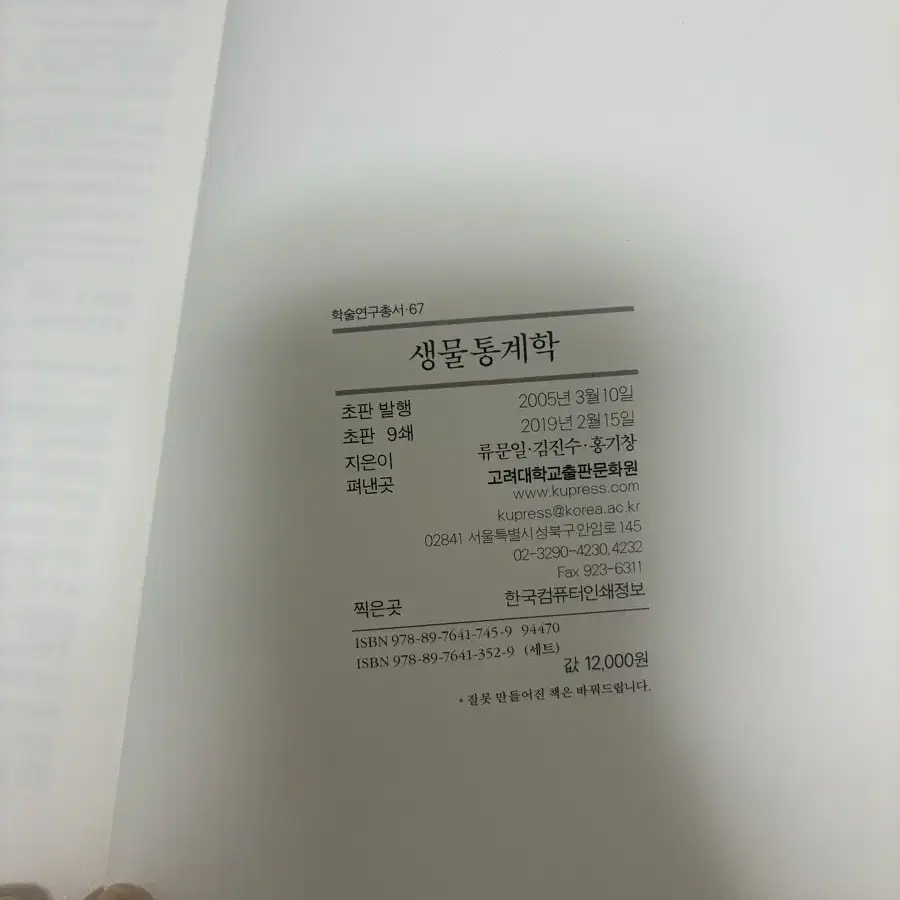 학술연구총서·67
생물통계학
초판 발행 2005년 3월 10일
초판 9쇄 2019년 2월 15일
지은이 류문일·김진수·홍기창
펴낸곳 고려대학교출판문화원
www.kupress.com
kupress@korea.ac.kr
02841 서울특별시 성북구 안암로 145
02-3290-4230, 4232
Fax 923-6311
찍은곳 한국컴퓨터인쇄정보
ISBN 978-89-7641-745-9 94470
ISBN 978-89-7641-352-9 (세트)
값 12,000원
* 잘못 만들어진 책은 바꿔드립니다.